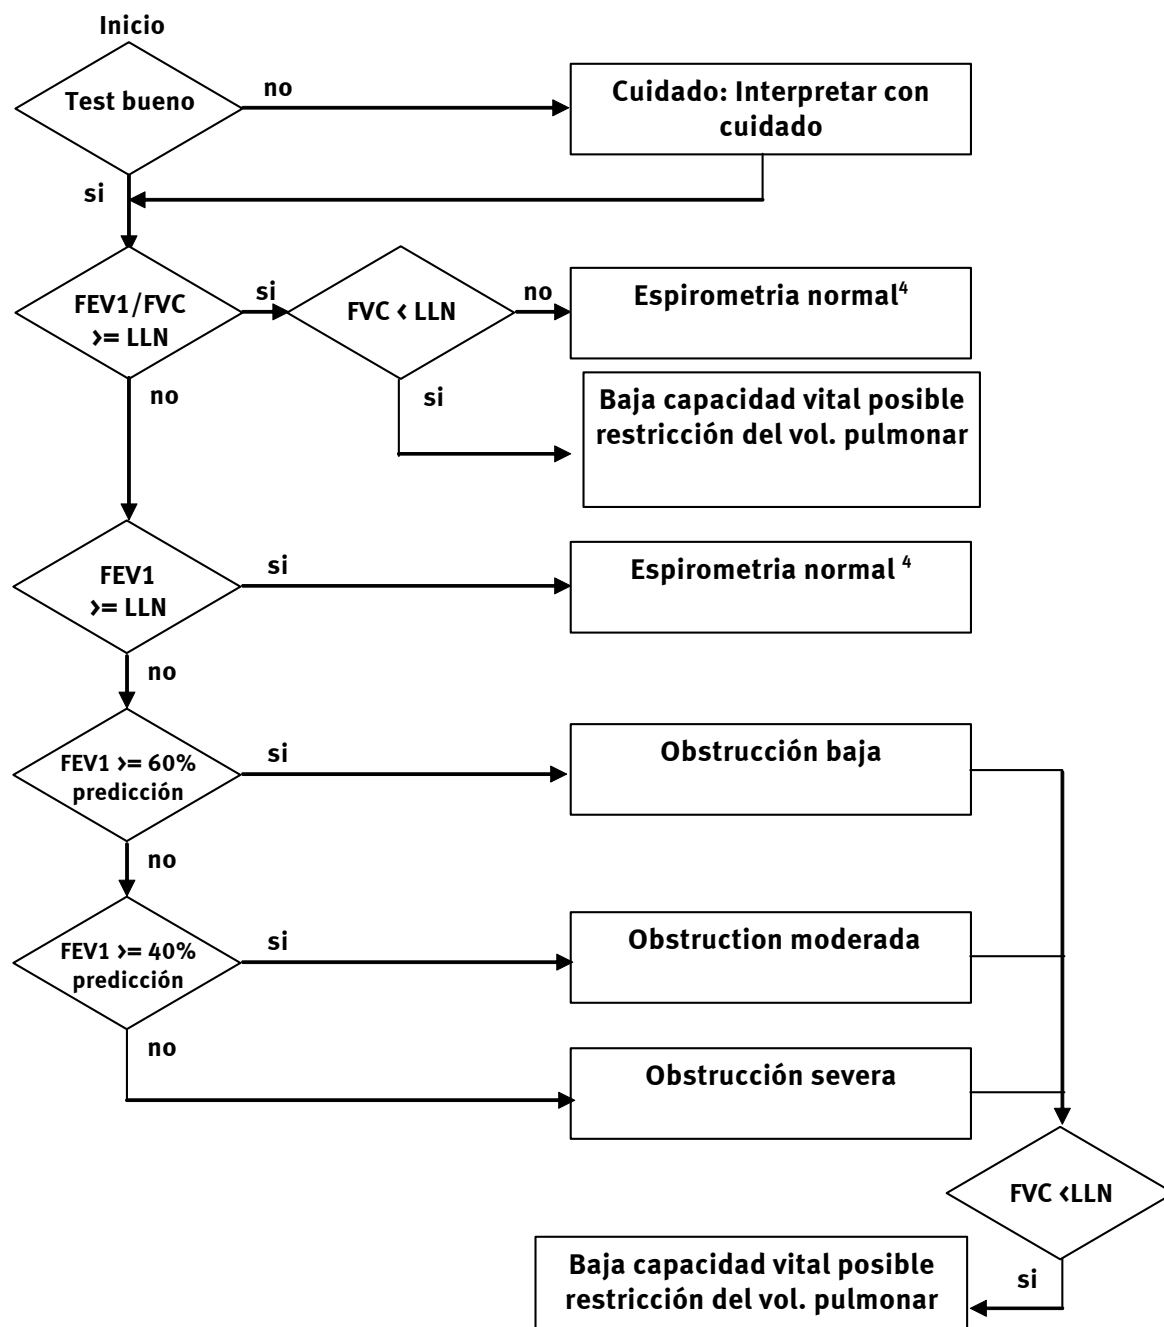 Inicio
Test bueno
no
Cuidado: Interpretar con
cuidado
si
FEV1/FVC
>= LLN
si
FVC < LLN
no
Espirometria normal⁴
no
si
Baja capacidad vital posible
restricción del vol. pulmonar
FEV1
>= LLN
si
Espirometria normal ⁴
no
FEV1 >= 60%
predicción
si
Obstrucción baja
no
FEV1 >= 40%
predicción
si
Obstruction moderada
no
Obstrucción severa
FVC <LLN
si
Baja capacidad vital posible
restricción del vol. pulmonar